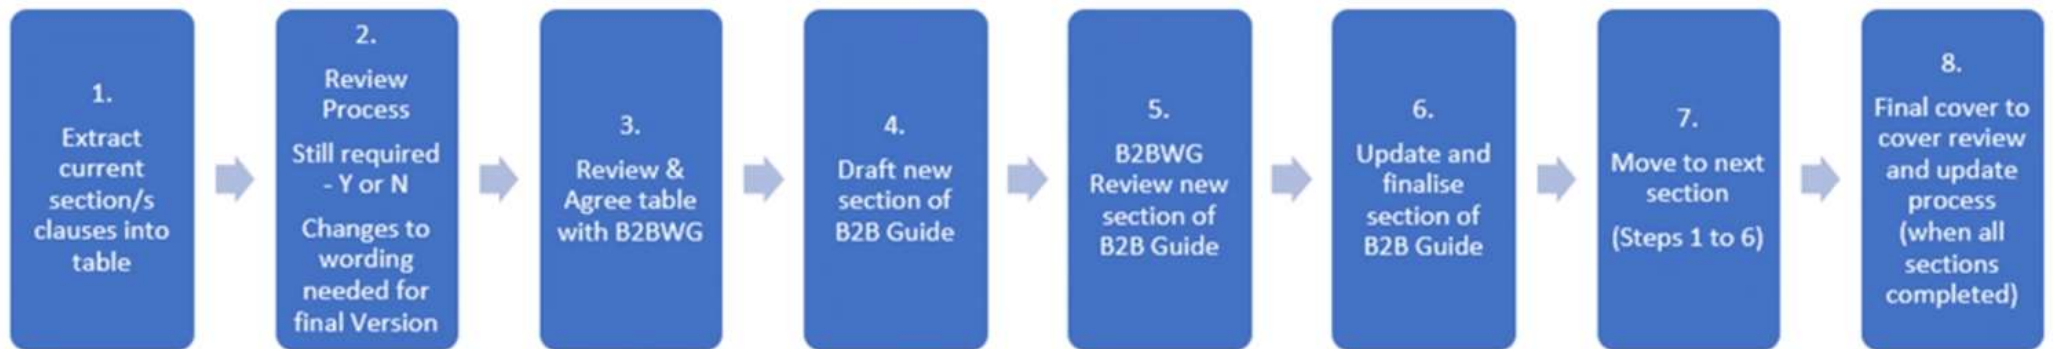 1.
Extract
current
section/s
clauses into
table
2.
Review
Process
Still required
- Y or N
Changes to
wording
needed for
final Version
3.
Review &
Agree table
with B2BWG
4.
Draft new
section of
B2B Guide
5.
B2BWG
Review new
section of
B2B Guide
6.
Update and
finalise
section of
B2B Guide
7.
Move to next
section
(Steps 1 to 6)
8.
Final cover to
cover review
and update
process
(when all
sections
completed)